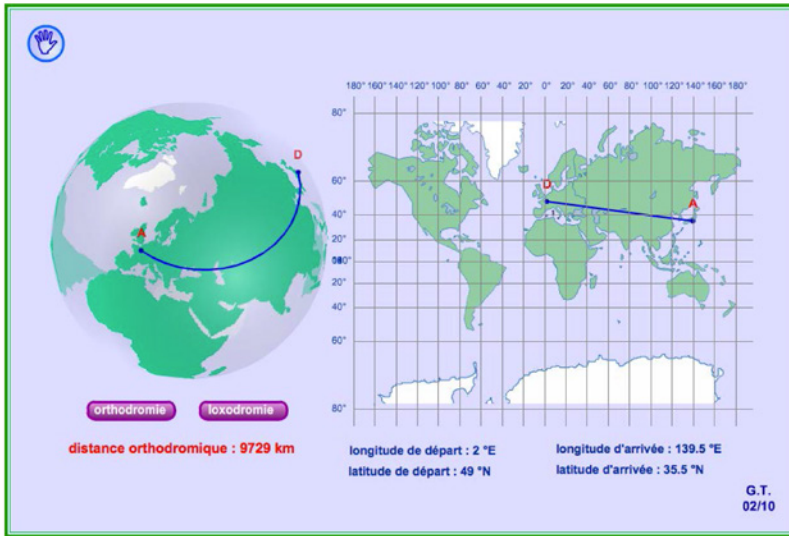 180° 160° 140° 120° 100° 80° 60° 40° 20° 0° 20° 40° 60° 80° 100° 120° 140° 160° 180°
80°
D
60°
D
A
40°
A
20°
20°
40°
60°
80°
orthodromie loxodromie
distance orthodromique : 9729 km
longitude de départ : 2 °E
longitude d'arrivée : 139.5 °E
latitude de départ : 49 °N
latitude d'arrivée : 35.5 °N
G.T.
02/10